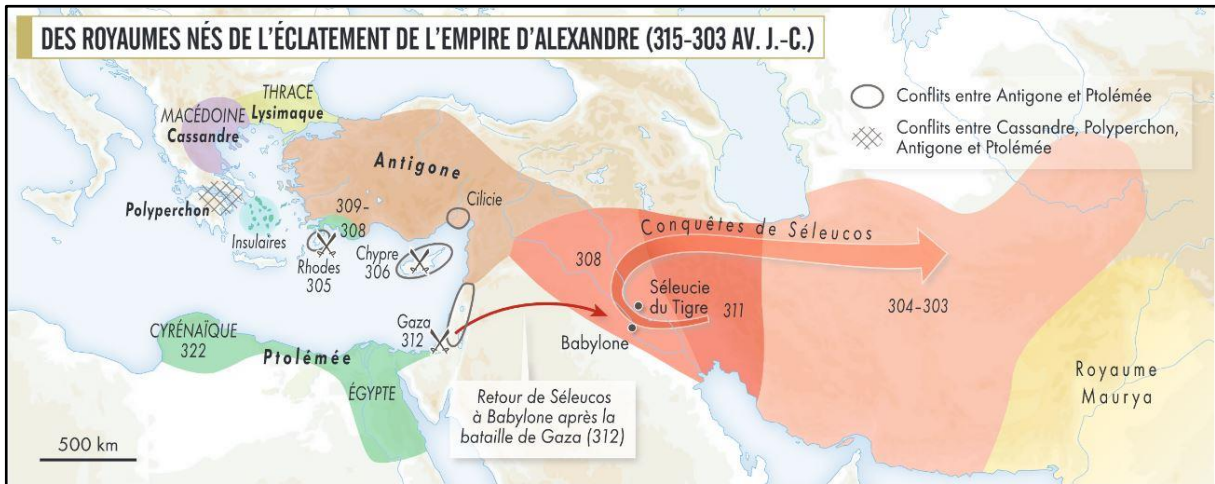 DES ROYAUMES NÉS DE L'ÉCLATEMENT DE L'EMPIRE D'ALEXANDRE (315-303 AV. J.-C.)
Conflits entre Antigone et Ptolémée
Conflits entre Cassandre, Polyperchon,
Antigone et Ptolémée
THRACE
Lysimaque
MACÉDOINE
Cassandre
Antigone
Polyperchon
Insulaires
309-
308
Cilicie
Rhodes
305
Chypre
306
Conquêtes de Séleucos
308
Séleucie
du Tigre
311
304-303
Babylone
Gaza
312
CYRÉNAÏQUE
322
Ptolémée
ÉGYPTE
Retour de Séleucos
à Babylone après la
bataille de Gaza (312)
Royaume
Maurya
500 km